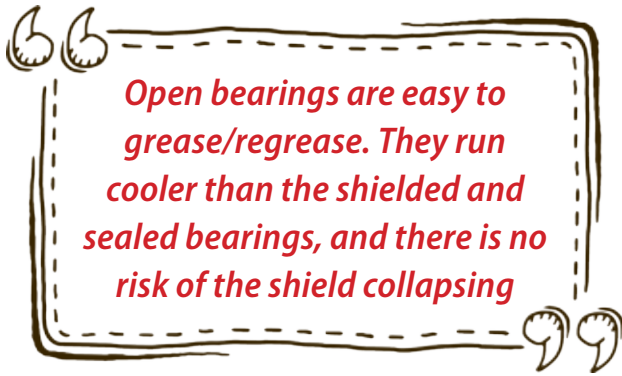 Open bearings are easy to
grease/regrease. They run
cooler than the shielded and
sealed bearings, and there is no
risk of the shield collapsing